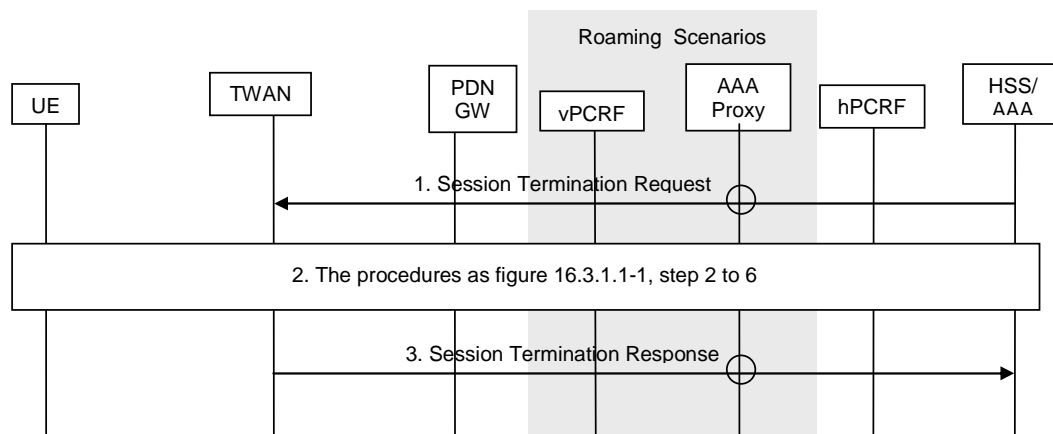 Roaming Scenarios
UE
TWAN
PDN
GW
vPCRF
AAA
Proxy
hPCRF
HSS/
AAA
1. Session Termination Request
2. The procedures as figure 16.3.1.1-1, step 2 to 6
3. Session Termination Response